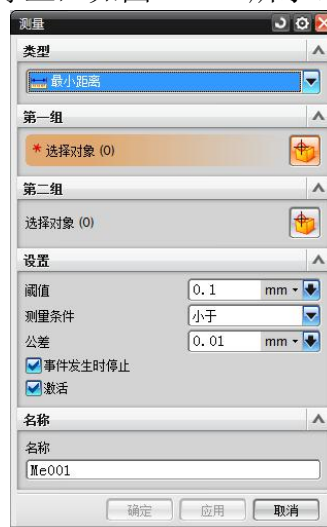 测量
类型
最小距离
第一组
* 选择对象 (0)
第二组
选择对象 (0)
设置
阈值 0.1 mm
测量条件 小于
公差 0.01 mm
事件发生时停止
激活
名称
名称
Me001
确定 应用 取消